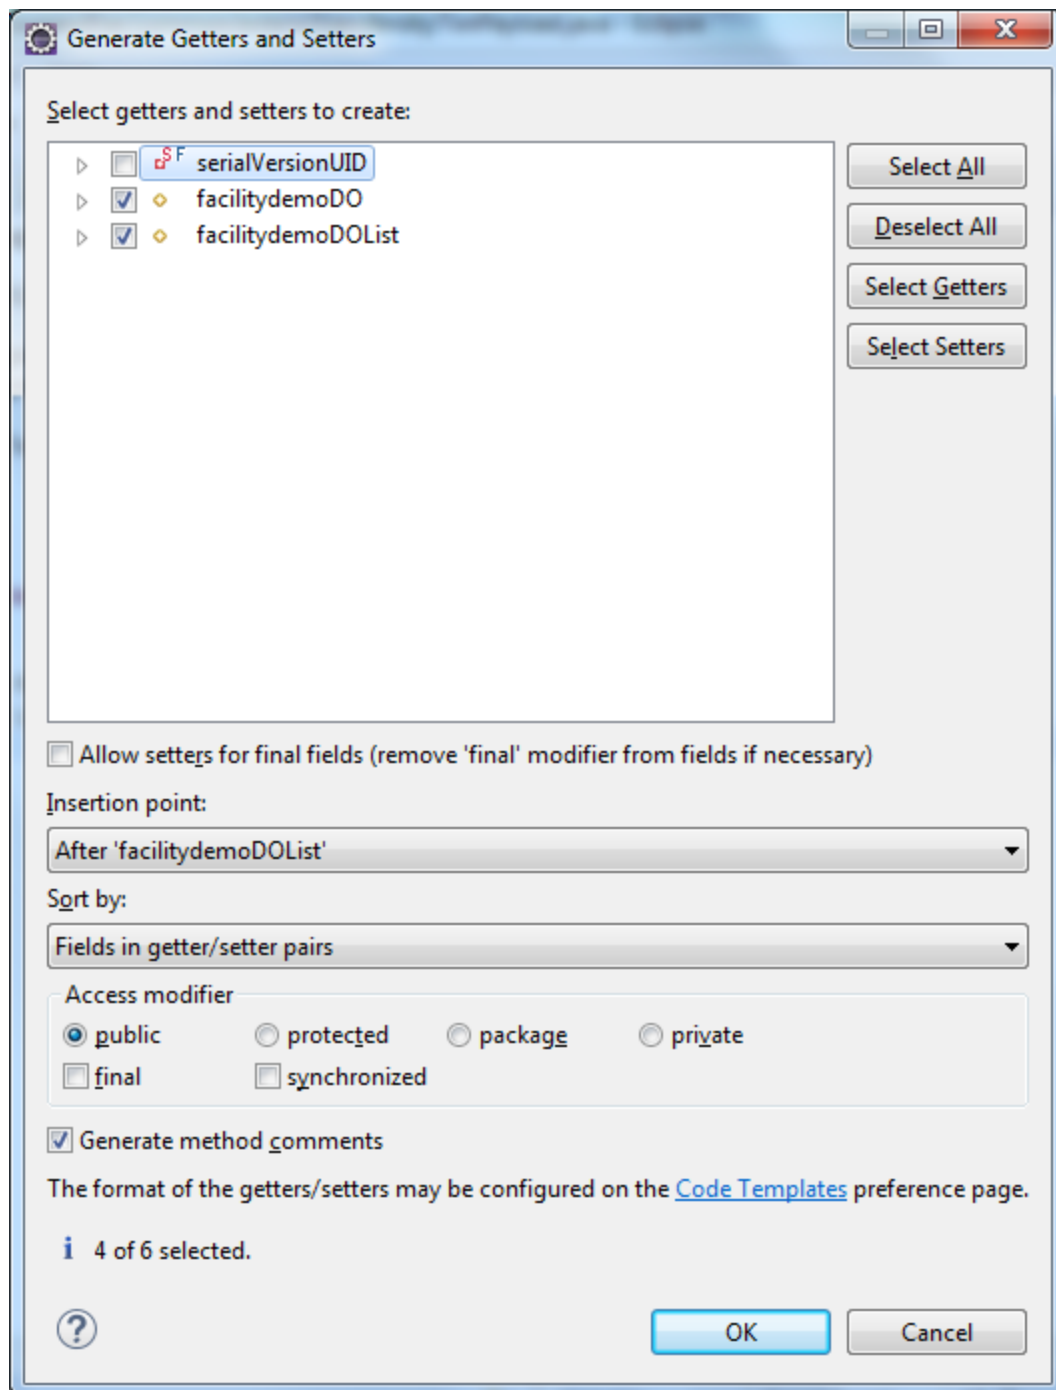 Generate Getters and Setters
Select getters and setters to create:
S F serialVersionUID
facilitydemoDO
facilitydemoDOList
Select All
Deselect All
Select Getters
Select Setters
Allow setters for final fields (remove 'final' modifier from fields if necessary)
Insertion point:
After 'facilitydemoDOList'
Sort by:
Fields in getter/setter pairs
Access modifier
public protected package private
final synchronized
Generate method comments
The format of the getters/setters may be configured on the Code Templates preference page.
i 4 of 6 selected.
? OK Cancel